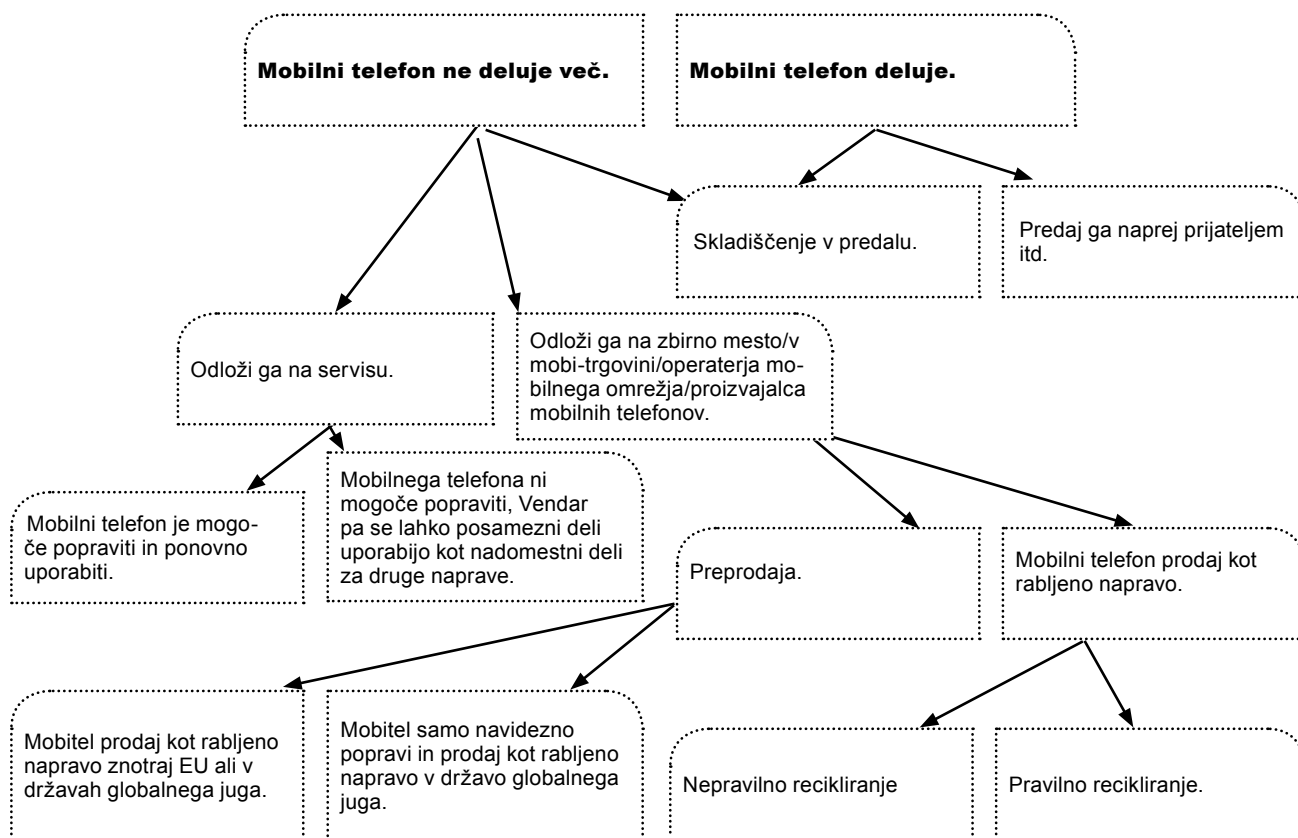 Mobilni telefon ne deluje več.
Mobilni telefon deluje.
Skladiščenje v predalu.
Predaj ga naprej prijateljem
itd.
Odloži ga na servisu.
Odloži ga na zbirno mesto/v
mobi-trgovini/operaterja mo-
bilnega omrežja/proizvajalca
mobilnih telefonov.
Mobilni telefon je mogo-
če popraviti in ponovno
uporabiti.
Mobilnega telefona ni
mogoče popraviti, Vendar
pa se lahko posamezni deli
uporabijo kot nadomestni deli
za druge naprave.
Preprodaja.
Mobilni telefon prodaj kot
rabljeno napravo.
Mobitel prodaj kot rabljeno
napravo znotraj EU ali v
državah globalnega juga.
Mobitel samo navidezno
popravi in prodaj kot rabljeno
napravo v državo globalnega
juga.
Nepravilno recikliranje
Pravilno recikliranje.